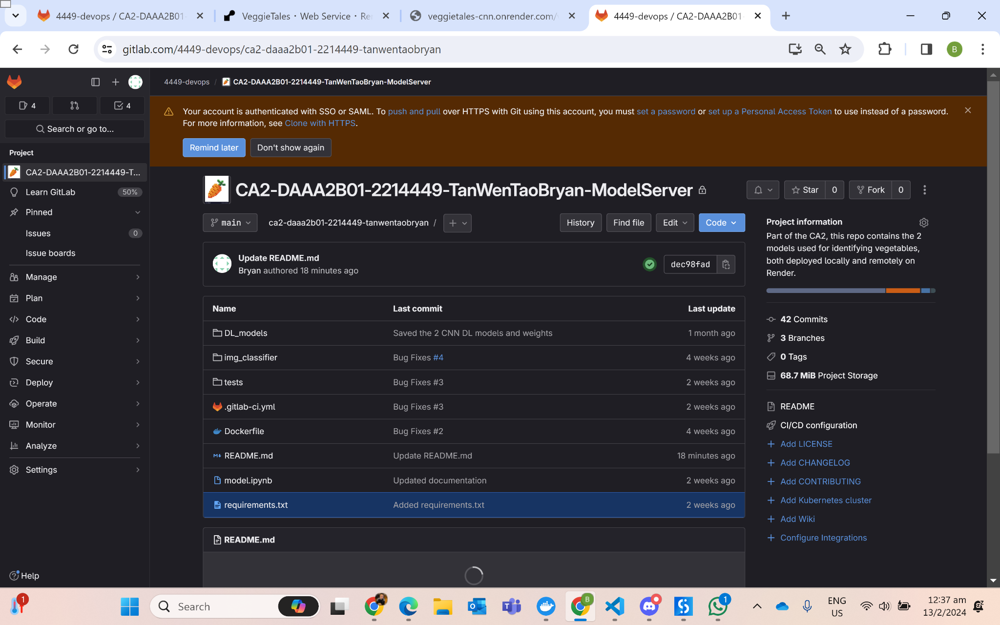 4449-devops / CA2-DAAA2B01-
VeggieTales · Web Service · Re
veggietales-cnn.onrender.com/
4449-devops / CA2-DAAA2B01-
gitlab.com/4449-devops/ca2-daaa2b01-2214449-tanwentaobryan
B
4449-devops / CA2-DAAA2B01-2214449-TanWenTaoBryan-ModelServer
4
4
Search or go to...
Project
CA2-DAAA2B01-2214449-T...
Learn GitLab 50%
Pinned
Issues 0
Issue boards
Manage
Plan
Code
Build
Secure
Deploy
Operate
Monitor
Analyze
Settings
Help
Your account is authenticated with SSO or SAML. To push and pull over HTTPS with Git using this account, you must set a password or set up a Personal Access Token to use instead of a password.
For more information, see Clone with HTTPS.
Remind later
Don't show again
CA2-DAAA2B01-2214449-TanWenTaoBryan-ModelServer
Star 0
Fork 0
main
ca2-daaa2b01-2214449-tanwentaobryan /
History
Find file
Edit
Code
Update README.md
Bryan authored 18 minutes ago
dec98fad
Name Last commit Last update
DL_models Saved the 2 CNN DL models and weights 1 month ago
img_classifier Bug Fixes #4 4 weeks ago
tests Bug Fixes #3 2 weeks ago
.gitlab-ci.yml Bug Fixes #3 2 weeks ago
Dockerfile Bug Fixes #2 4 weeks ago
README.md Update README.md 18 minutes ago
model.ipynb Updated documentation 2 weeks ago
requirements.txt Added requirements.txt 2 weeks ago
README.md
Project information
Part of the CA2, this repo contains the 2
models used for identifying vegetables,
both deployed locally and remotely on
Render.
42 Commits
3 Branches
0 Tags
68.7 MiB Project Storage
README
CI/CD configuration
Add LICENSE
Add CHANGELOG
Add CONTRIBUTING
Add Kubernetes cluster
Add Wiki
Configure Integrations
1
Search
B
1
ENG
US
12:37 am
13/2/2024